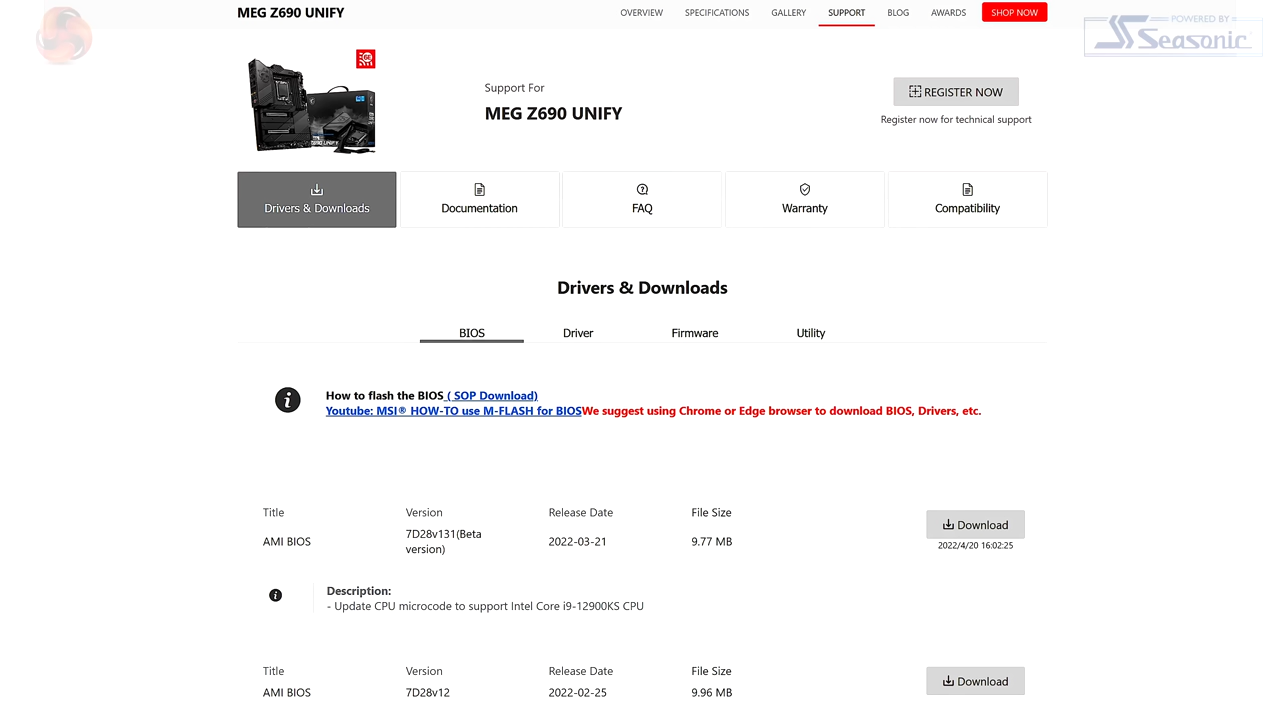 MEG Z690 UNIFY
OVERVIEW SPECIFICATIONS GALLERY SUPPORT BLOG AWARDS SHOP NOW
POWERED BY
Seasonic
Support For
MEG Z690 UNIFY
REGISTER NOW
Register now for technical support
Drivers & Downloads Documentation FAQ Warranty Compatibility
Drivers & Downloads
BIOS Driver Firmware Utility
How to flash the BIOS ( SOP Download)
Youtube: MSI® HOW-TO use M-FLASH for BIOSWe suggest using Chrome or Edge browser to download BIOS, Drivers, etc.
Title Version Release Date File Size
AMI BIOS 7D28v131(Beta version) 2022-03-21 9.77 MB
Download
2022/4/20 16:02:25
Description:
- Update CPU microcode to support Intel Core i9-12900KS CPU
Title Version Release Date File Size
AMI BIOS 7D28v12 2022-02-25 9.96 MB
Download